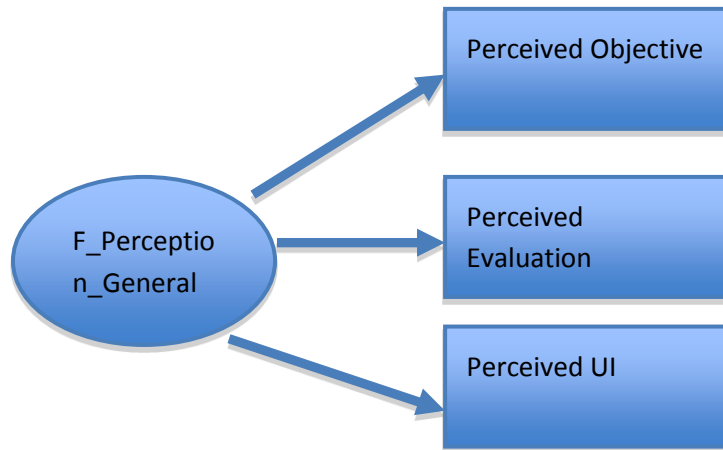 Perceived Objective
F_Perceptio
n_General
Perceived
Evaluation
Perceived UI